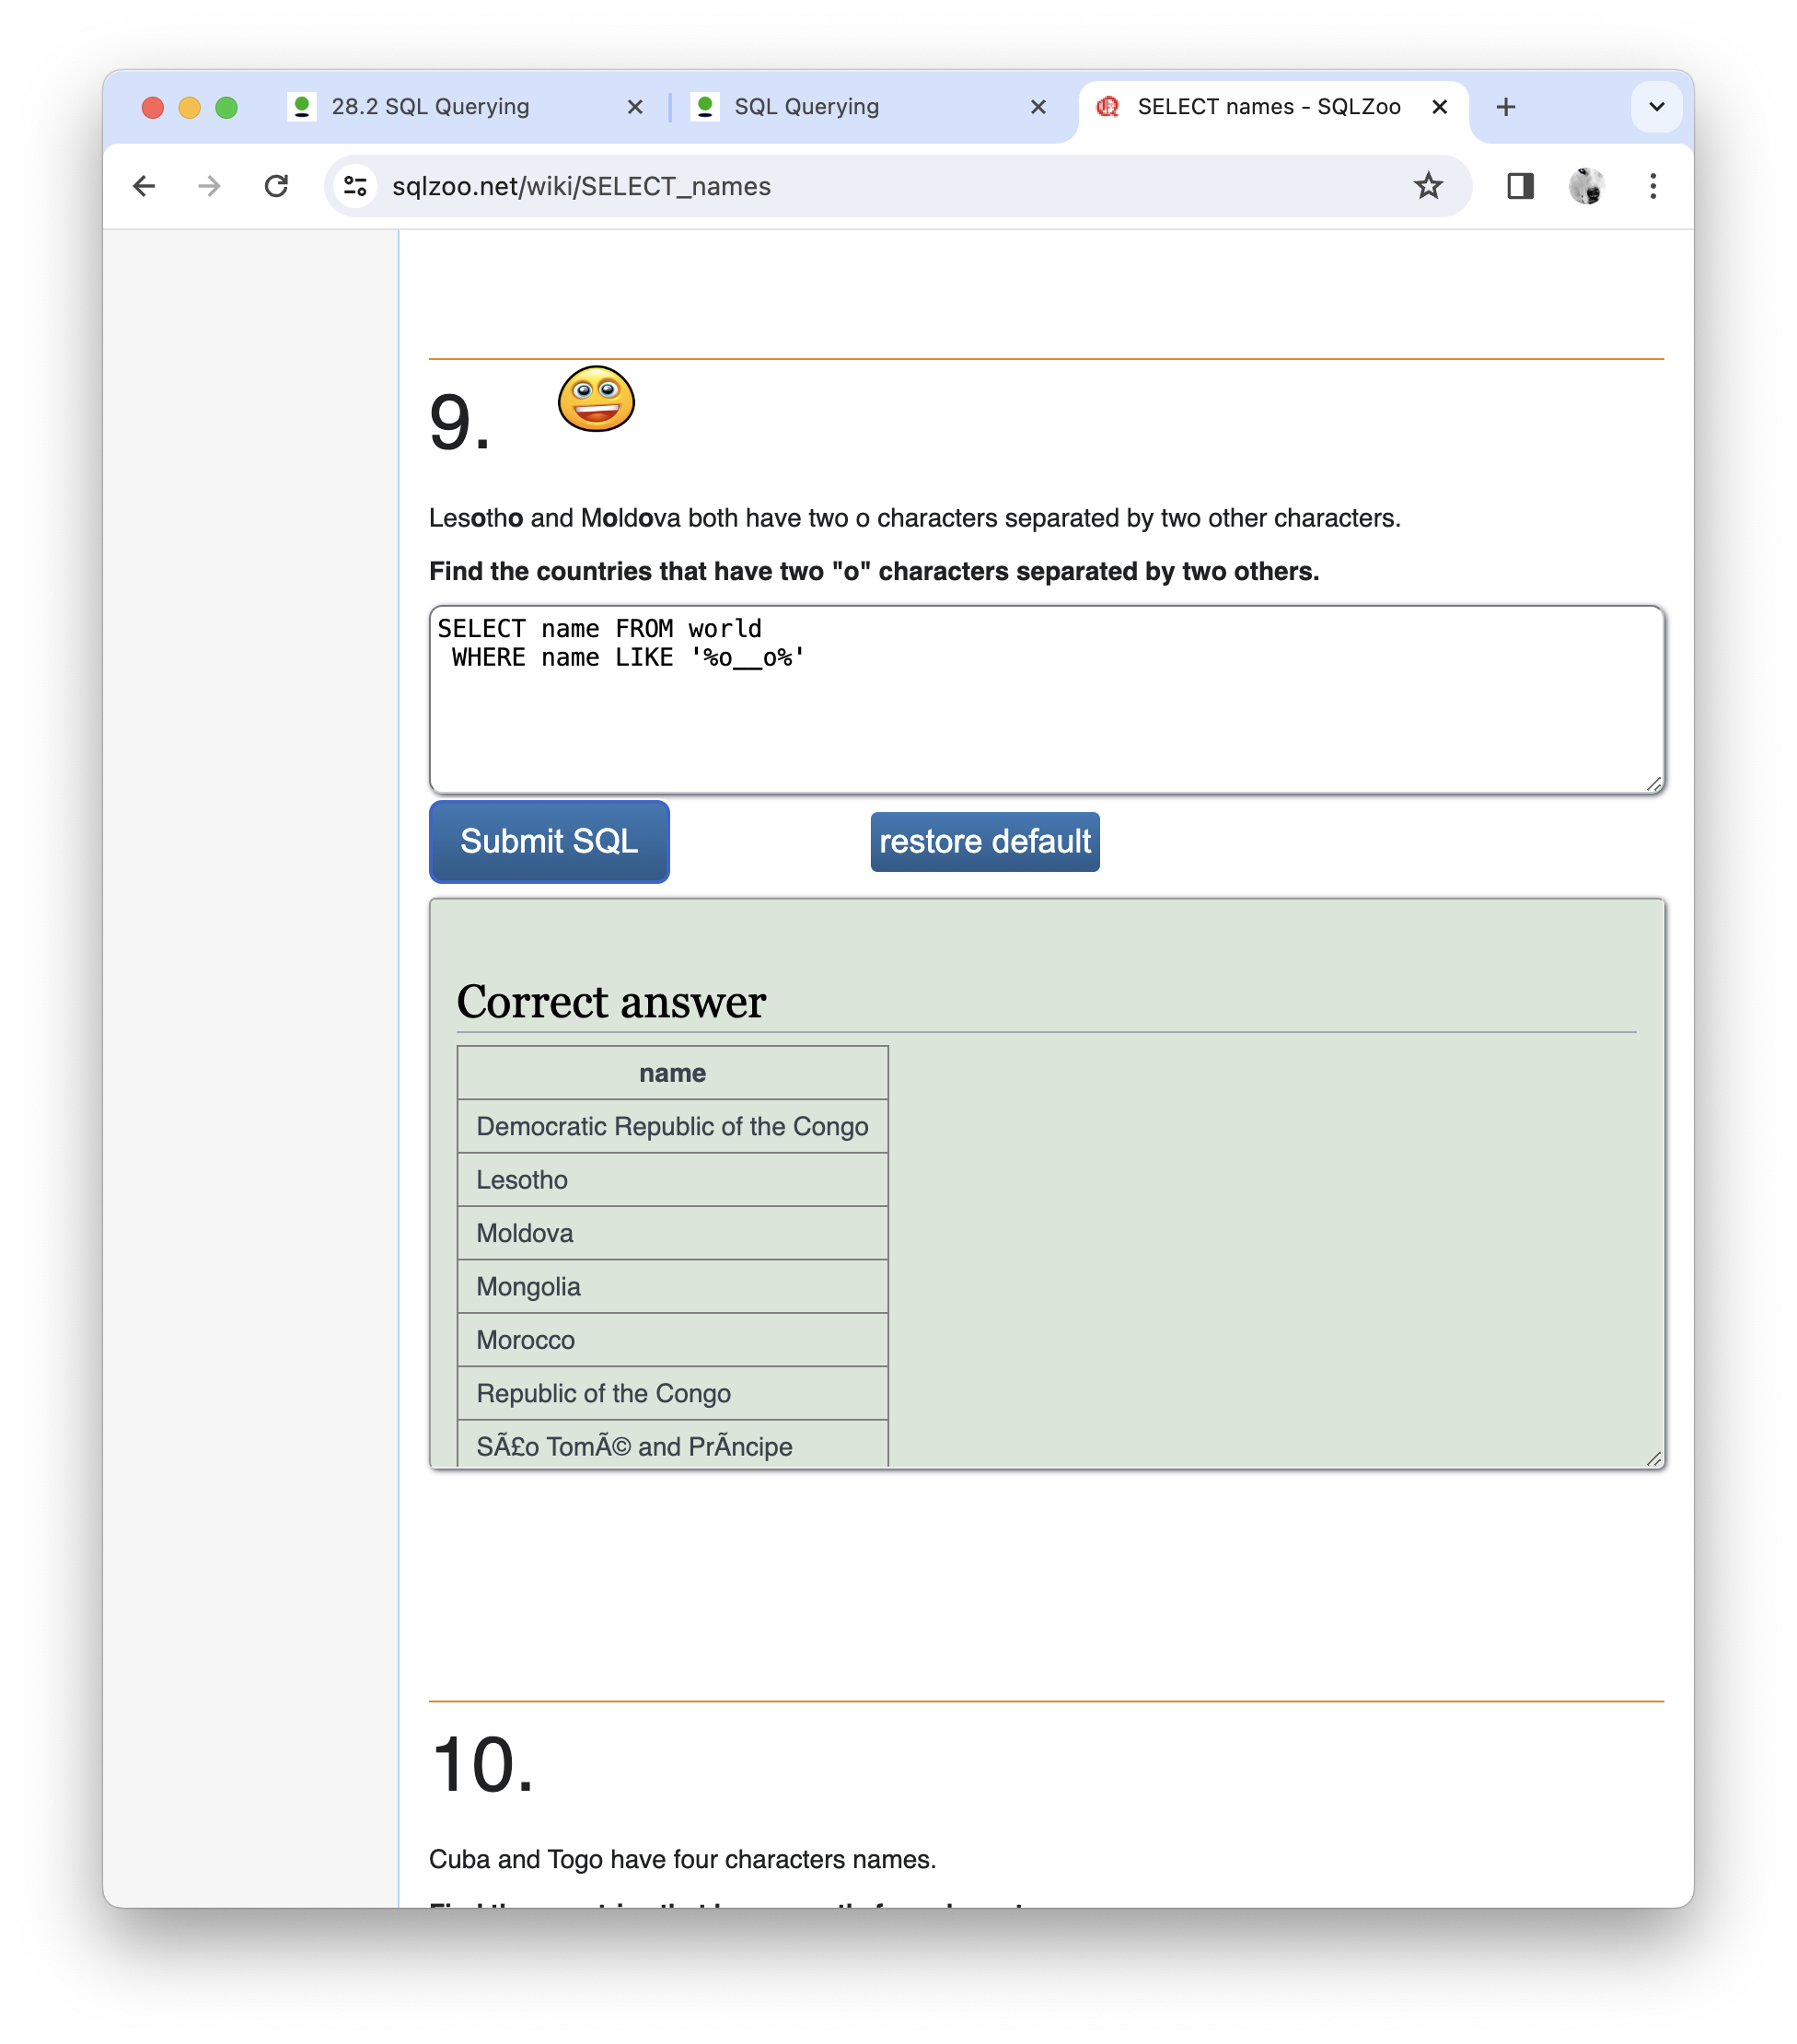 28.2 SQL Querying
SQL Querying
SELECT names - SQLZoo
sqlzoo.net/wiki/SELECT_names
9.
Lesotho and Moldova both have two o characters separated by two other characters.
Find the countries that have two "o" characters separated by two others.
SELECT name FROM world
 WHERE name LIKE '%o__o%'
Submit SQL
restore default
Correct answer
name
Democratic Republic of the Congo
Lesotho
Moldova
Mongolia
Morocco
Republic of the Congo
SÃ£o TomÃ© and PrÃncipe
10.
Cuba and Togo have four characters names.